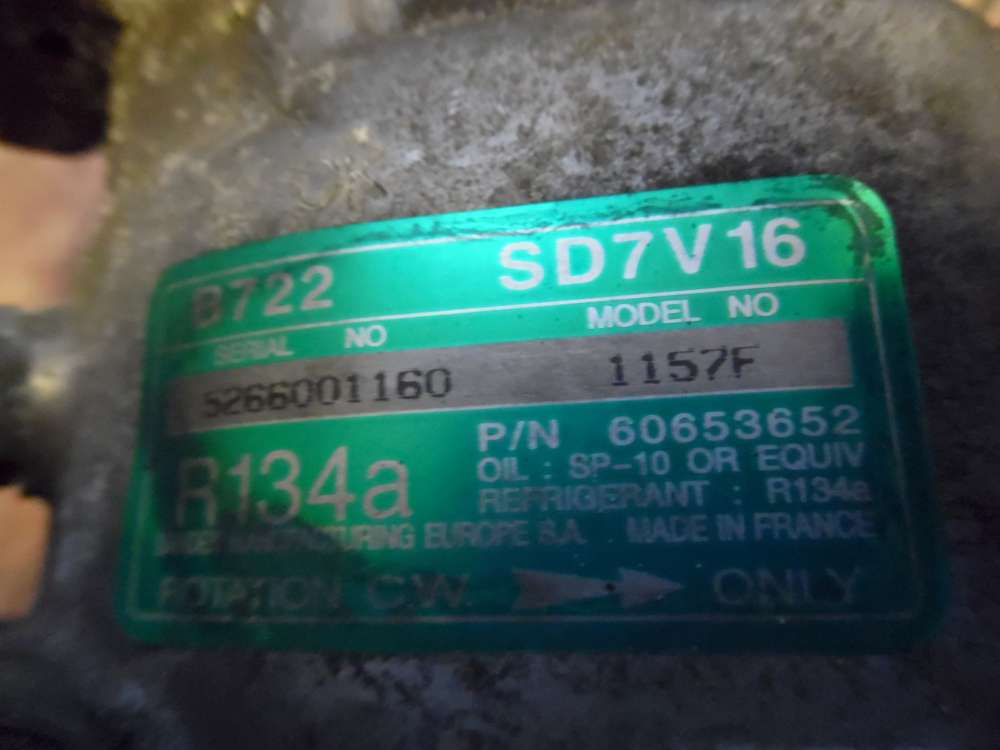 B722 SD7V16
SERIAL NO MODEL NO
5266001160 1157F
P/N 60653652
R134a OIL : SP-10 OR EQUIV
REFRIGERANT : R134a
MANUFACTURING EUROPE S.A. MADE IN FRANCE
ROTATION C.W. ONLY